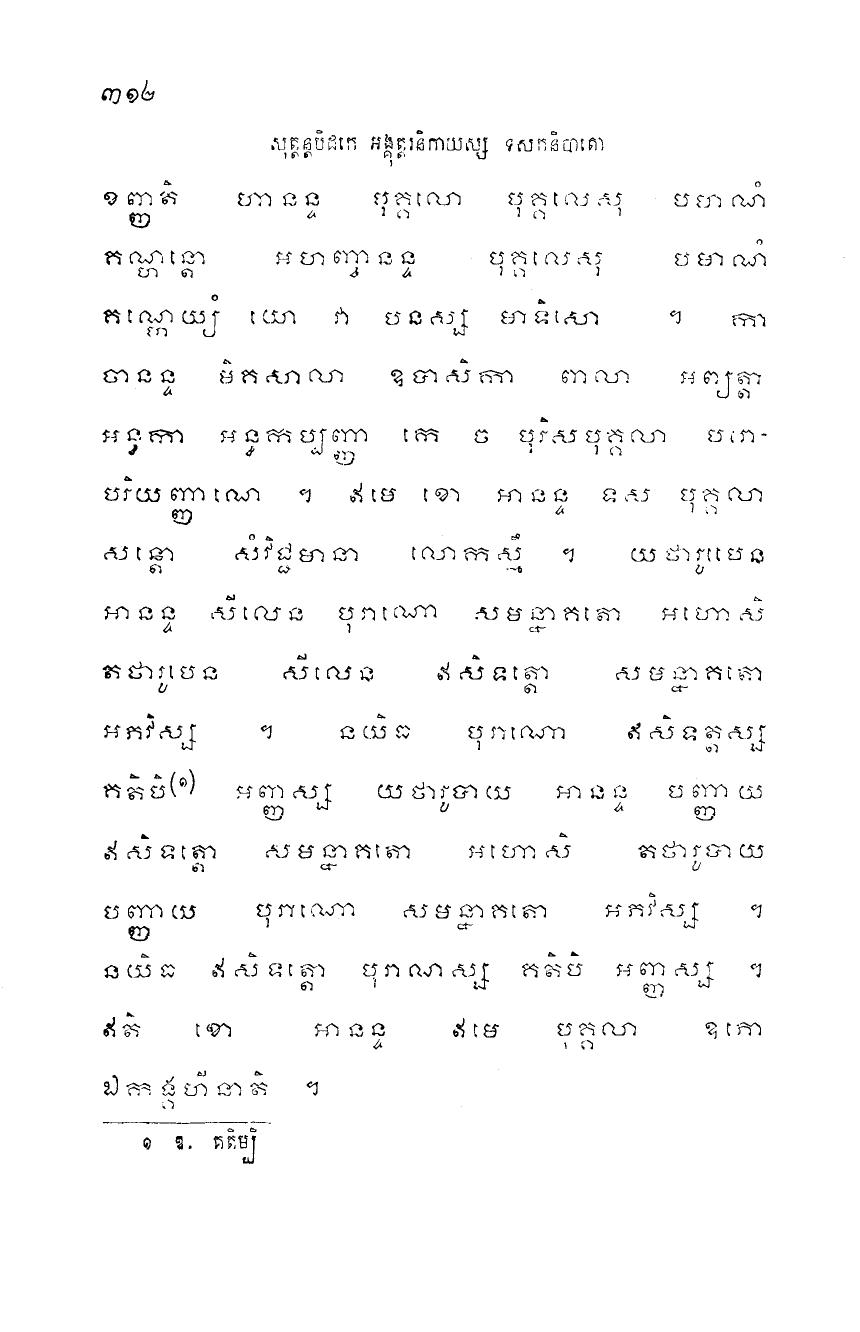 ៣១២
សុត្តន្តបិដកេ អង្គុត្តរនិកាយស្ស ទសកនិបាតោ
ខញ្ញតិ ហានន្ទ បុគ្គលោ បុគ្គលេសុ បមាណំ
គណ្ហន្តោ អហញ្ចានន្ទ បុគ្គលេសុ បមាណំ
គណ្ហេយ្យំ យោ វា បនស្ស មាទិសោ ។ កា
ចានន្ទ មិគសាលា ឧបាសិកា ពាលា អព្យត្តា
អន្ធកា អន្ធកប្បញ្ញា កេ ច បុរិសបុគ្គលា បរោ-
បរិយញ្ញាណេ ។ ឥមេ ខោ អានន្ទ ទស បុគ្គលា
សន្តោ សំវិជ្ជមានា លោកស្មឹ ។ យថារូបេន
អានន្ទ សីលេន បុរាណោ សមន្នាគតោ អហោសិ
តថារូបេន សីលេន ឥសិទត្តោ សមន្នាគតោ
អភវិស្ស ។ នយិធ បុរាណោ ឥសិទត្តស្ស
គតិបិ(១) អញ្ញស្ស យថារូបាយ អានន្ទ បញ្ញាយ
ឥសិទត្តោ សមន្នាគតោ អហោសិ តថារូបាយ
បញ្ញាយ បុរាណោ សមន្នាគតោ អភវិស្ស ។
នយិធ ឥសិទត្តោ បុរាណស្ស គតិបិ អញ្ញស្ស ។
ឥតិ ខោ អានន្ទ ឥមេ បុគ្គលា ឧភោ
ឯកង្គហីនាតិ ។
១ ឱ. គតិម្បិ